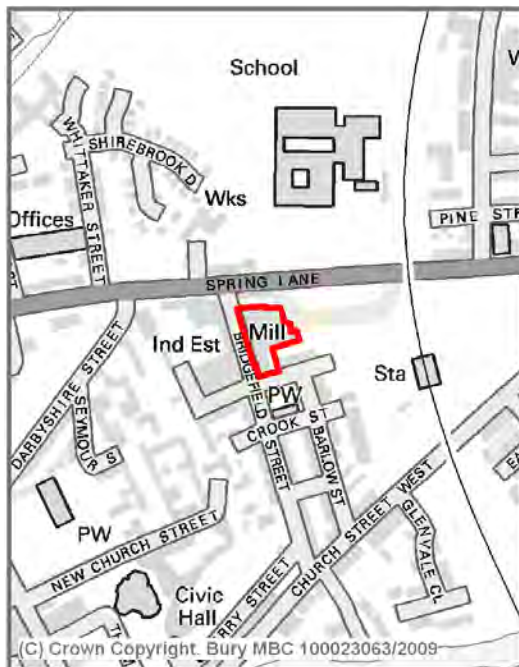 School
WHITTAKER STREET
SHIREBROOK D
Wks
Offices
PINE STR
SPRING LANE
Ind Est
Mill
BRIDGEFIELD STREET
Sta
PW
CROOK ST
BARLOW ST
DARBYSHIRE STREET
SEYMOUR S
CHURCH STREET WEST
PW
NEW CHURCH STREET
GLENVALE CL
Civic
Hall
RRY STREET
(C) Crown Copyright. Bury MBC 100023063/2009